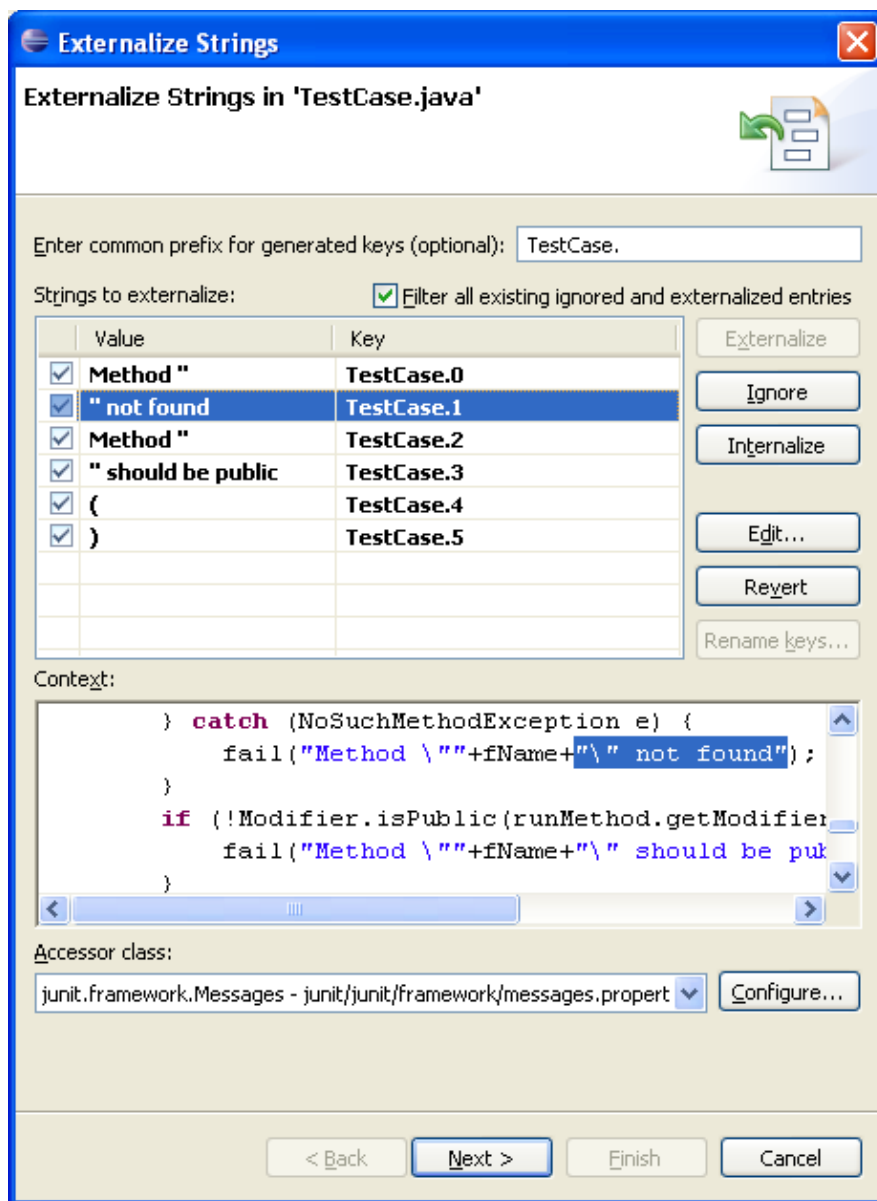 Externalize Strings
Externalize Strings in 'TestCase.java'
Enter common prefix for generated keys (optional): TestCase.
Strings to externalize: Filter all existing ignored and externalized entries
Value Key Externalize
Method " TestCase.0
" not found TestCase.1 Ignore
Method " TestCase.2 Internalize
" should be public TestCase.3
( TestCase.4
) TestCase.5 Edit...
Revert
Rename keys...
Context:
} catch (NoSuchMethodException e) {
fail("Method \""+fName+"\" not found");
}
if (!Modifier.isPublic(runMethod.getModifier
fail("Method \""+fName+"\" should be pub
}
Accessor class:
junit.framework.Messages - junit/junit/framework/messages.propert Configure...
< Back Next > Finish Cancel